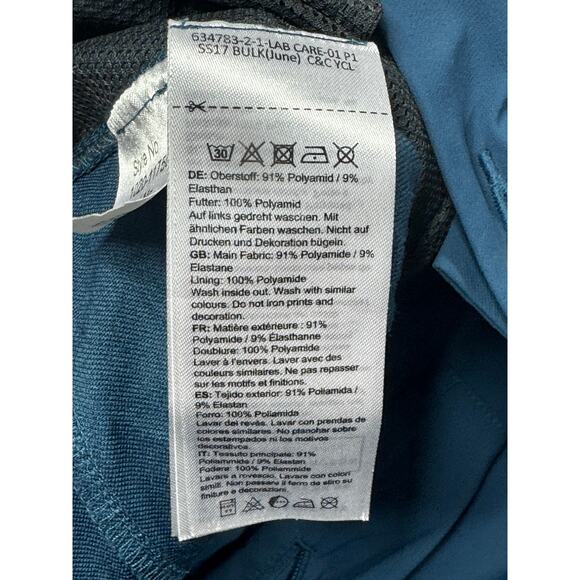 634783-2-1-LAB CARE-01 P1
SS17 BULK(June) C&C YCL
Style No
30
DE: Oberstoff: 91% Polyamid / 9%
Elasthan
Futter: 100% Polyamid
Auf links gedreht waschen. Mit
ähnlichen Farben waschen. Nicht auf
Drucken und Dekoration bügeln.
GB: Main Fabric: 91% Polyamide / 9%
Elastane
Lining: 100% Polyamide
Wash inside out. Wash with similar
colours. Do not iron prints and
decoration.
FR: Matière extérieure : 91%
Polyamide / 9% Élasthanne
Doublure: 100% Polyamide
Laver à l'envers. Laver avec des
couleurs similaires. Ne pas repasser
sur les motifs et finitions.
ES: Tejido exterior: 91% Poliamida /
9% Elastan
Forro: 100% Poliamida
Lavar del revés. Lavar con prendas de
colores similares. No planchar sobre
los estampados ni los motivos
decorativos.
IT: Tessuto principale: 91%
Poliammide / 9% Elastan
Fodera: 100% Poliammide
Lavare a rovescio. Lavare con colori
simili. Non passare il ferro da stiro su
finiture e decorazioni.